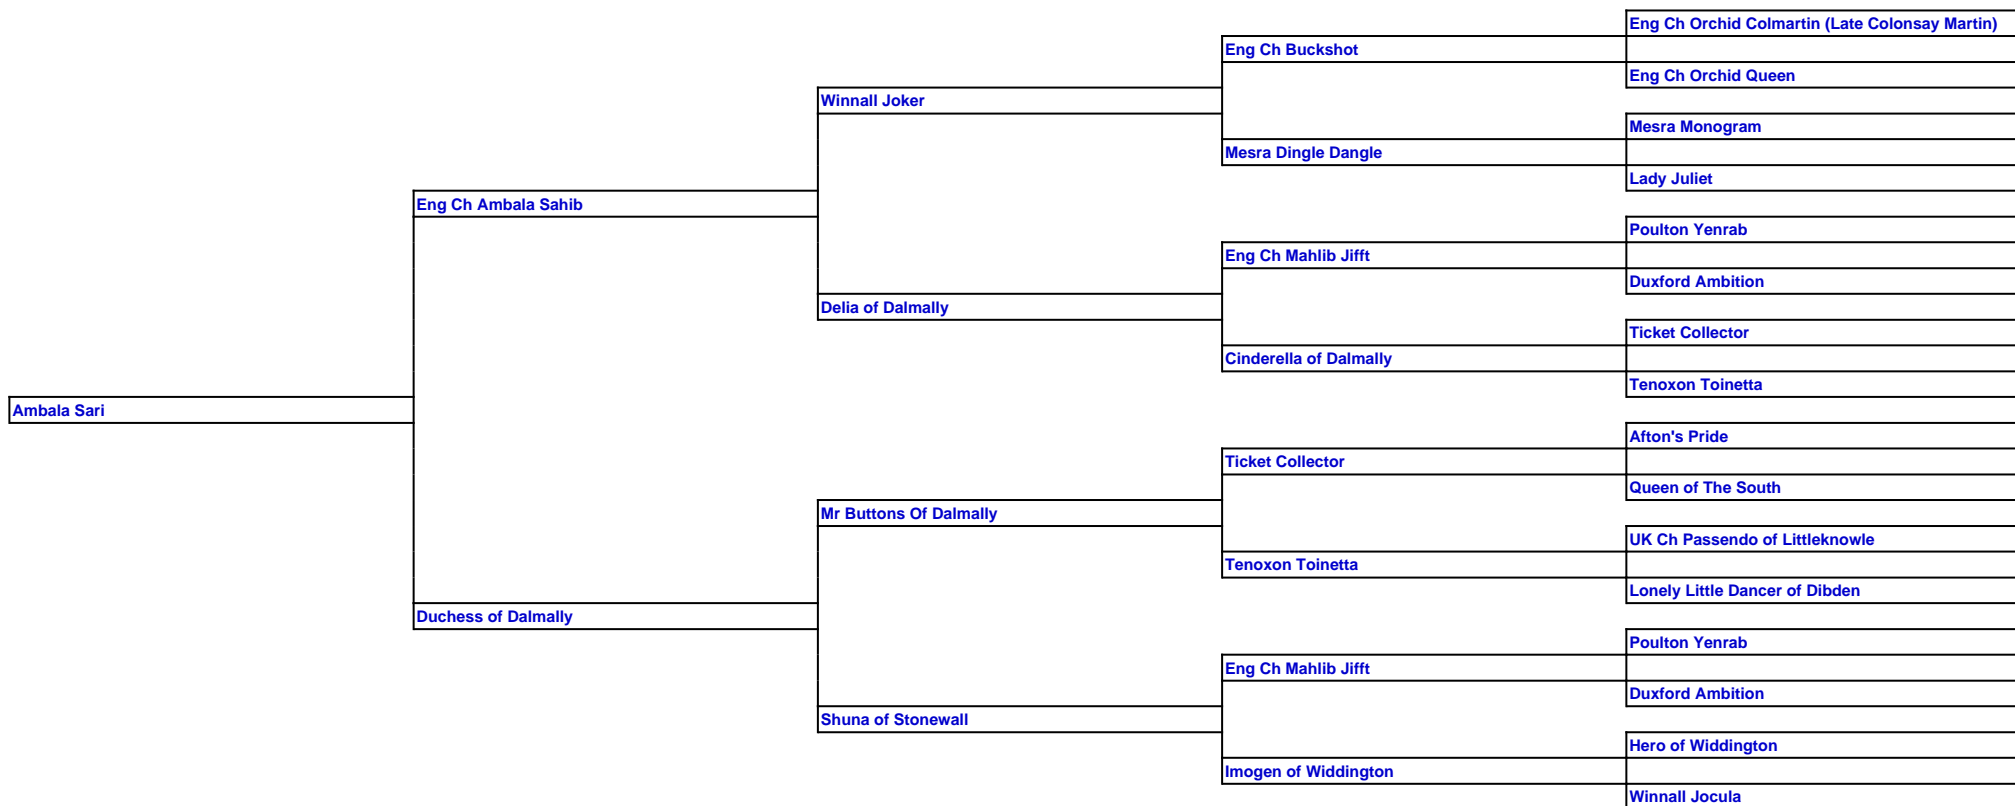 Eng Ch Orchid Colmartin (Late Colonsay Martin)
Eng Ch Buckshot
Eng Ch Orchid Queen
Winnall Joker
Mesra Monogram
Mesra Dingle Dangle
Lady Juliet
Eng Ch Ambala Sahib
Poulton Yenrab
Eng Ch Mahlib Jifft
Duxford Ambition
Delia of Dalmally
Ticket Collector
Cinderella of Dalmally
Tenoxon Toinetta
Ambala Sari
Afton's Pride
Ticket Collector
Queen of The South
Mr Buttons Of Dalmally
UK Ch Passendo of Littleknowle
Tenoxon Toinetta
Lonely Little Dancer of Dibden
Duchess of Dalmally
Poulton Yenrab
Eng Ch Mahlib Jifft
Duxford Ambition
Shuna of Stonewall
Hero of Widdington
Imogen of Widdington
Winnall Jocula